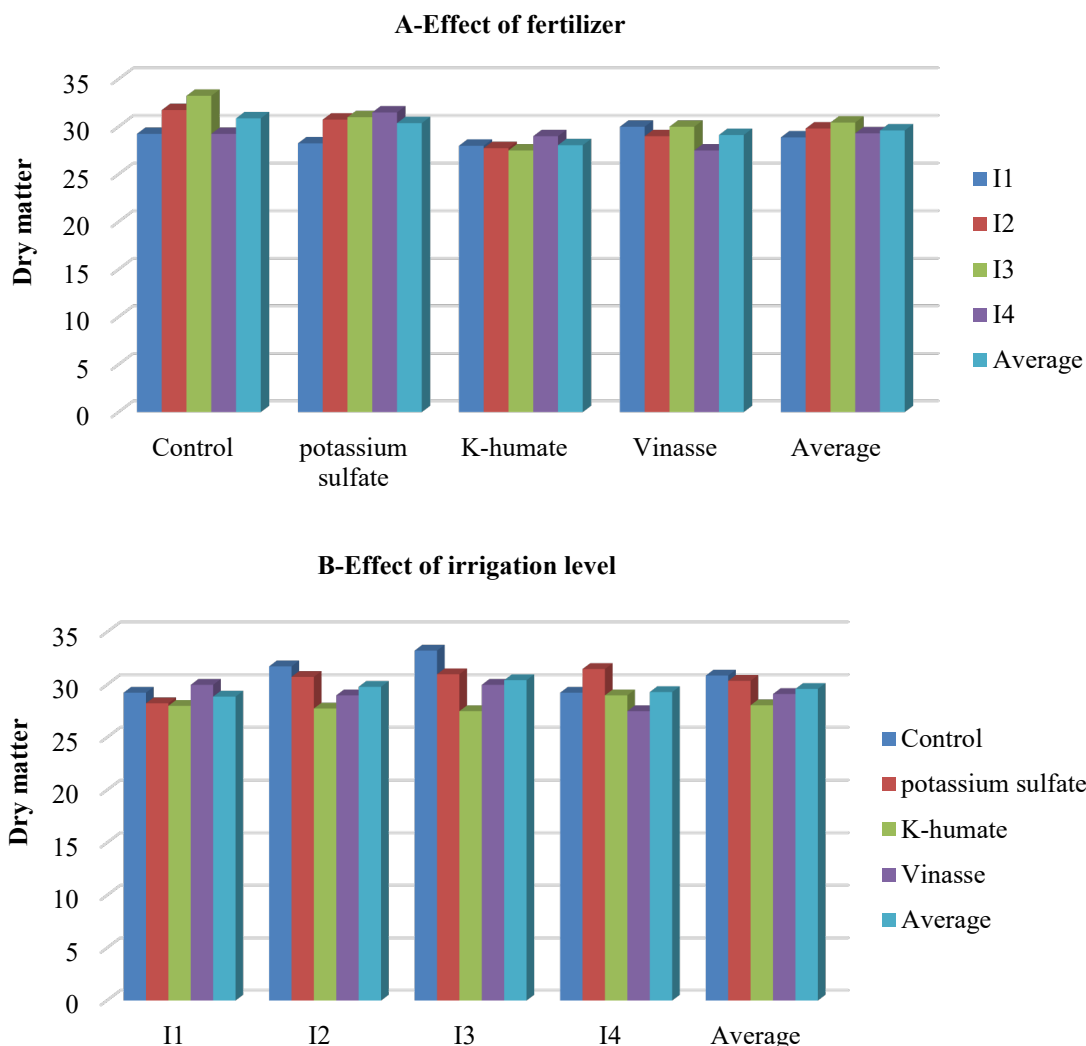 A-Effect of fertilizer
35
30
25
20
15
10
5
0
Dry matter
Control
potassium
sulfate
K-humate
Vinasse
Average
I1
I2
I3
I4
Average
B-Effect of irrigation level
35
30
25
20
15
10
5
0
Dry matter
I1
I2
I3
I4
Average
Control
potassium sulfate
K-humate
Vinasse
Average